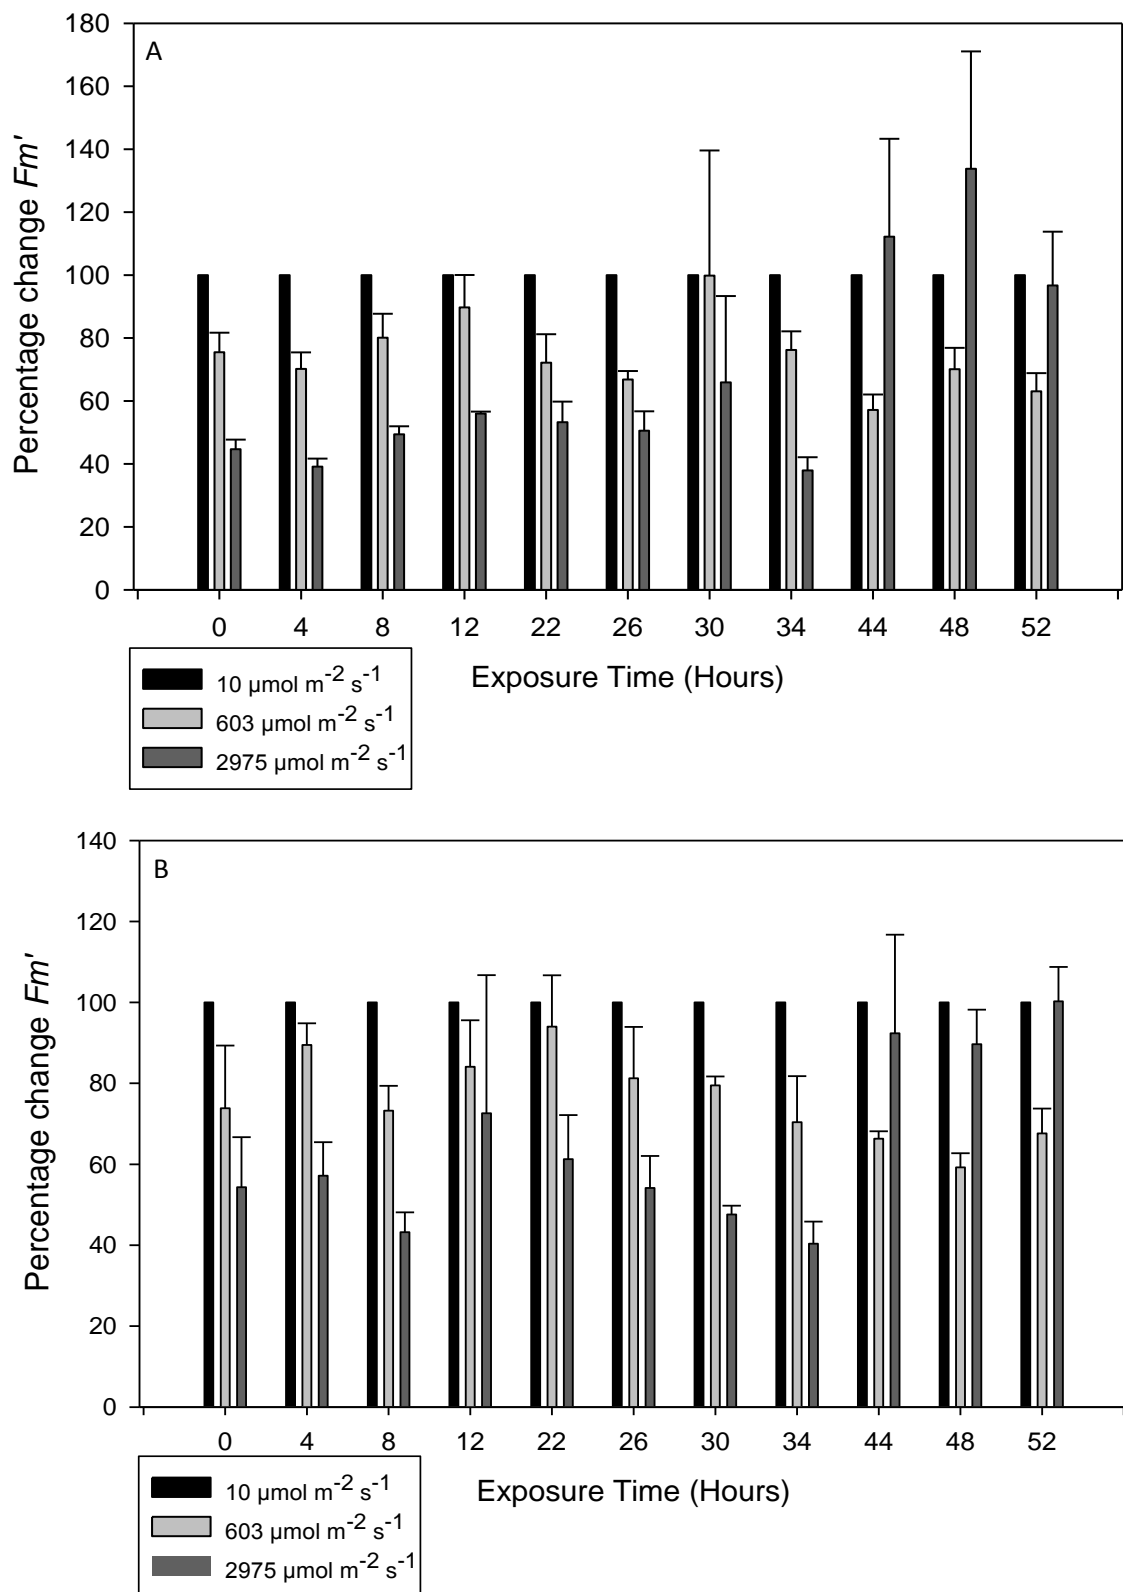 A
180
160
140
120
100
80
60
40
20
0
Percentage change Fm'
0 4 8 12 22 26 30 34 44 48 52
Exposure Time (Hours)
10 µmol m⁻² s⁻¹
603 µmol m⁻² s⁻¹
2975 µmol m⁻² s⁻¹
B
140
120
100
80
60
40
20
0
Percentage change Fm'
0 4 8 12 22 26 30 34 44 48 52
Exposure Time (Hours)
10 µmol m⁻² s⁻¹
603 µmol m⁻² s⁻¹
2975 µmol m⁻² s⁻¹